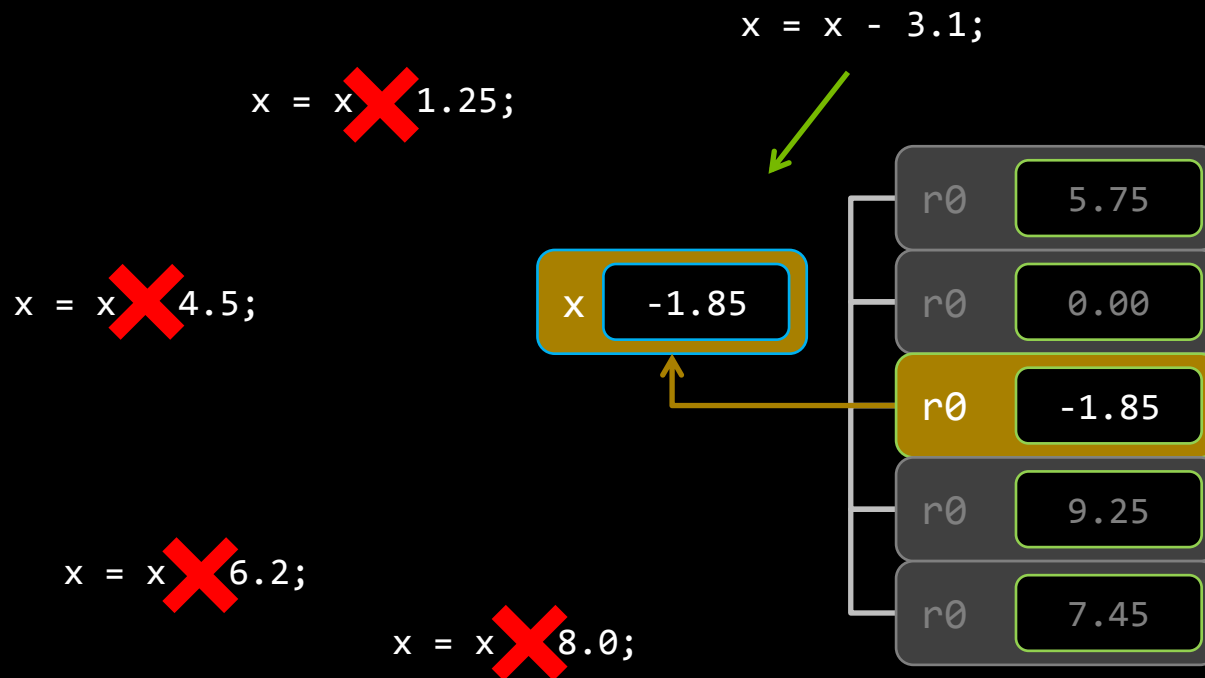 x = x - 3.1;
x = x 1.25;
r0 5.75
x = x 4.5;
x -1.85
r0 0.00
r0 -1.85
r0 9.25
x = x 6.2;
r0 7.45
x = x 8.0;